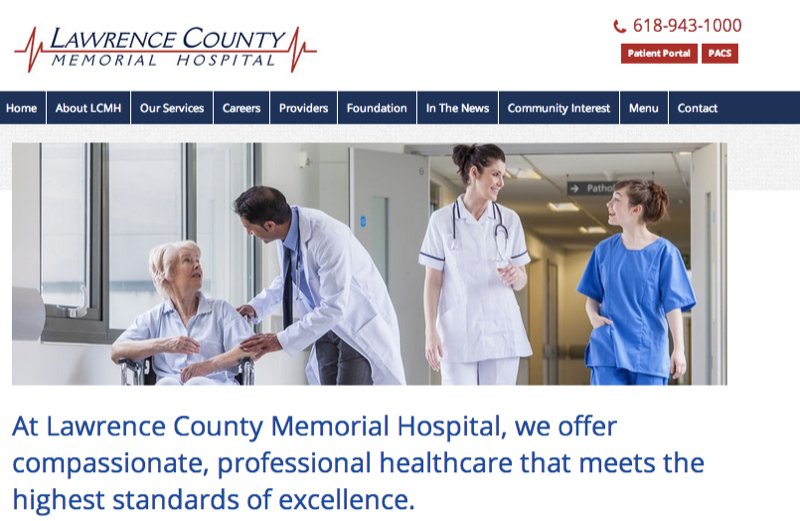 LAWRENCE COUNTY
MEMORIAL HOSPITAL
618-943-1000
Patient Portal PACS
Home About LCMH Our Services Careers Providers Foundation In The News Community Interest Menu Contact
At Lawrence County Memorial Hospital, we offer
compassionate, professional healthcare that meets the
highest standards of excellence.